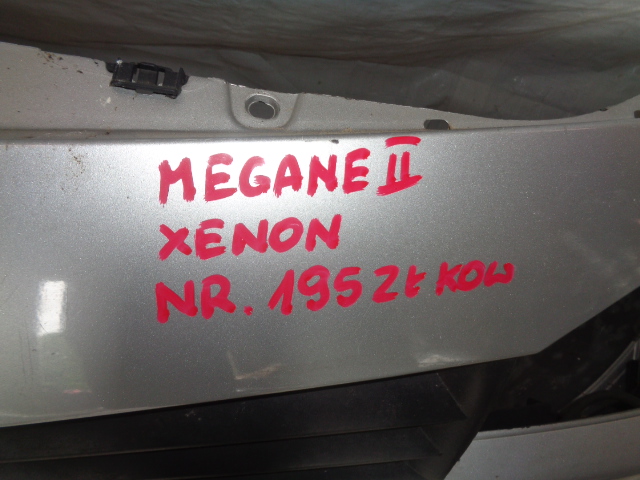 MEGANE II
XENON
NR. 195 Zł KOW